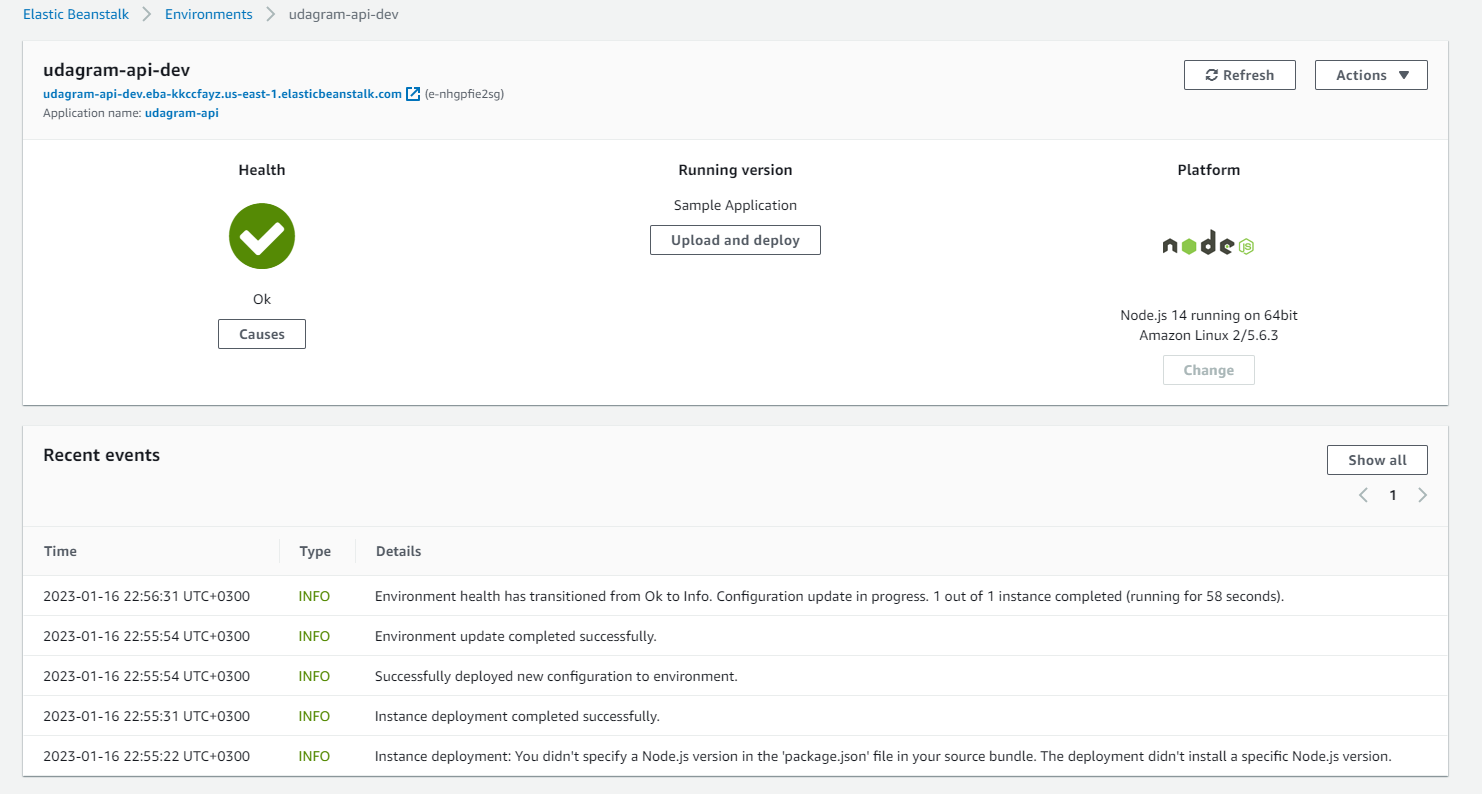 Elastic Beanstalk > Environments > udagram-api-dev
udagram-api-dev
Refresh
Actions ▼
udagram-api-dev.eba-kkccfayz.us-east-1.elasticbeanstalk.com (e-nhgpfie2sg)
Application name: udagram-api
Health
Ok
Causes
Running version
Sample Application
Upload and deploy
Platform
node JS
Node.js 14 running on 64bit
Amazon Linux 2/5.6.3
Change
Recent events
Show all
< 1 >
Time Type Details
2023-01-16 22:56:31 UTC+0300 INFO Environment health has transitioned from Ok to Info. Configuration update in progress. 1 out of 1 instance completed (running for 58 seconds).
2023-01-16 22:55:54 UTC+0300 INFO Environment update completed successfully.
2023-01-16 22:55:54 UTC+0300 INFO Successfully deployed new configuration to environment.
2023-01-16 22:55:31 UTC+0300 INFO Instance deployment completed successfully.
2023-01-16 22:55:22 UTC+0300 INFO Instance deployment: You didn't specify a Node.js version in the 'package.json' file in your source bundle. The deployment didn't install a specific Node.js version.